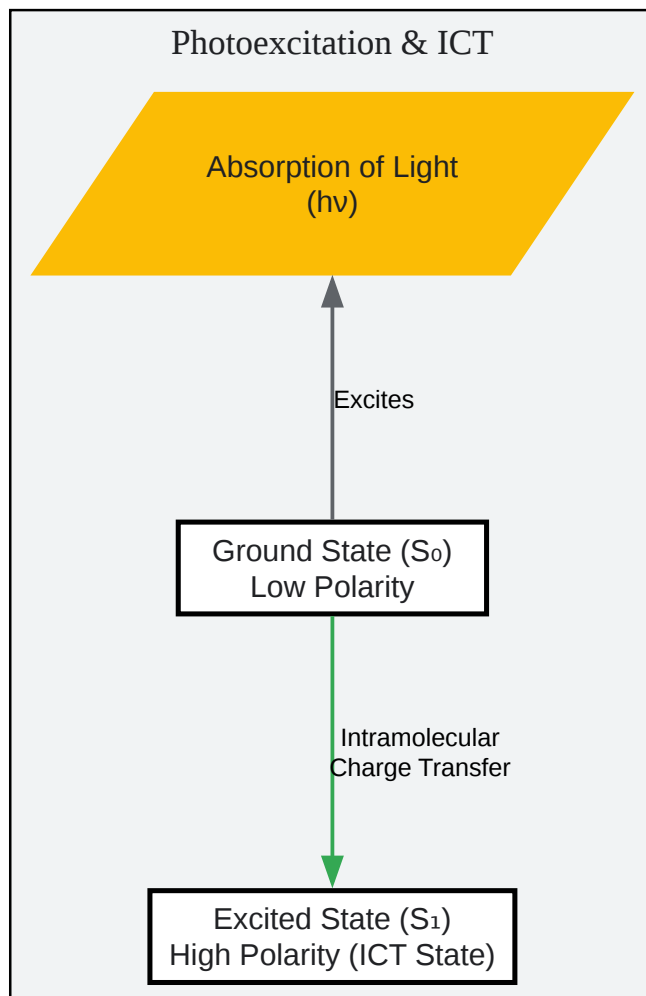 Photoexcitation & ICT
Absorption of Light
(hν)
Excites
Ground State (S₀)
Low Polarity
Intramolecular
Charge Transfer
Excited State (S₁)
High Polarity (ICT State)